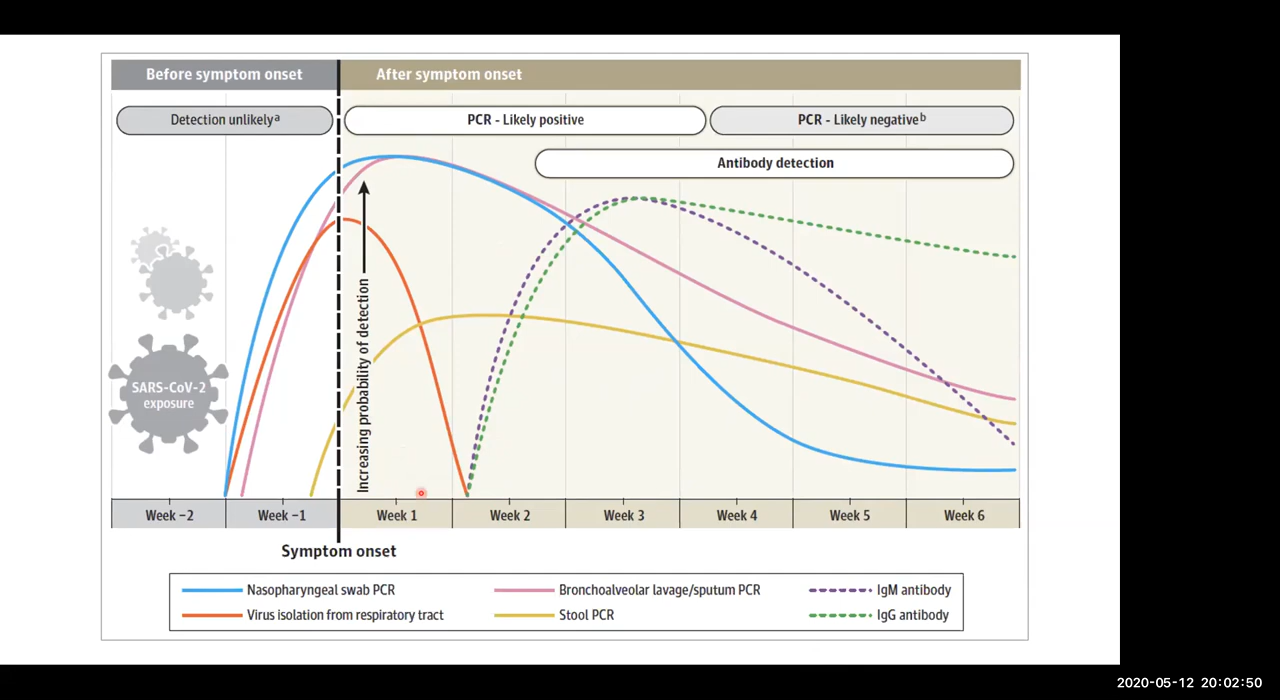 Before symptom onset
After symptom onset
Detection unlikelyᵃ
PCR - Likely positive
PCR - Likely negativeᵇ
Antibody detection
SARS-CoV-2
exposure
Increasing probability of detection
Week −2
Week −1
Week 1
Week 2
Week 3
Week 4
Week 5
Week 6
Symptom onset
Nasopharyngeal swab PCR
Bronchoalveolar lavage/sputum PCR
IgM antibody
Virus isolation from respiratory tract
Stool PCR
IgG antibody
2020-05-12 20:02:50